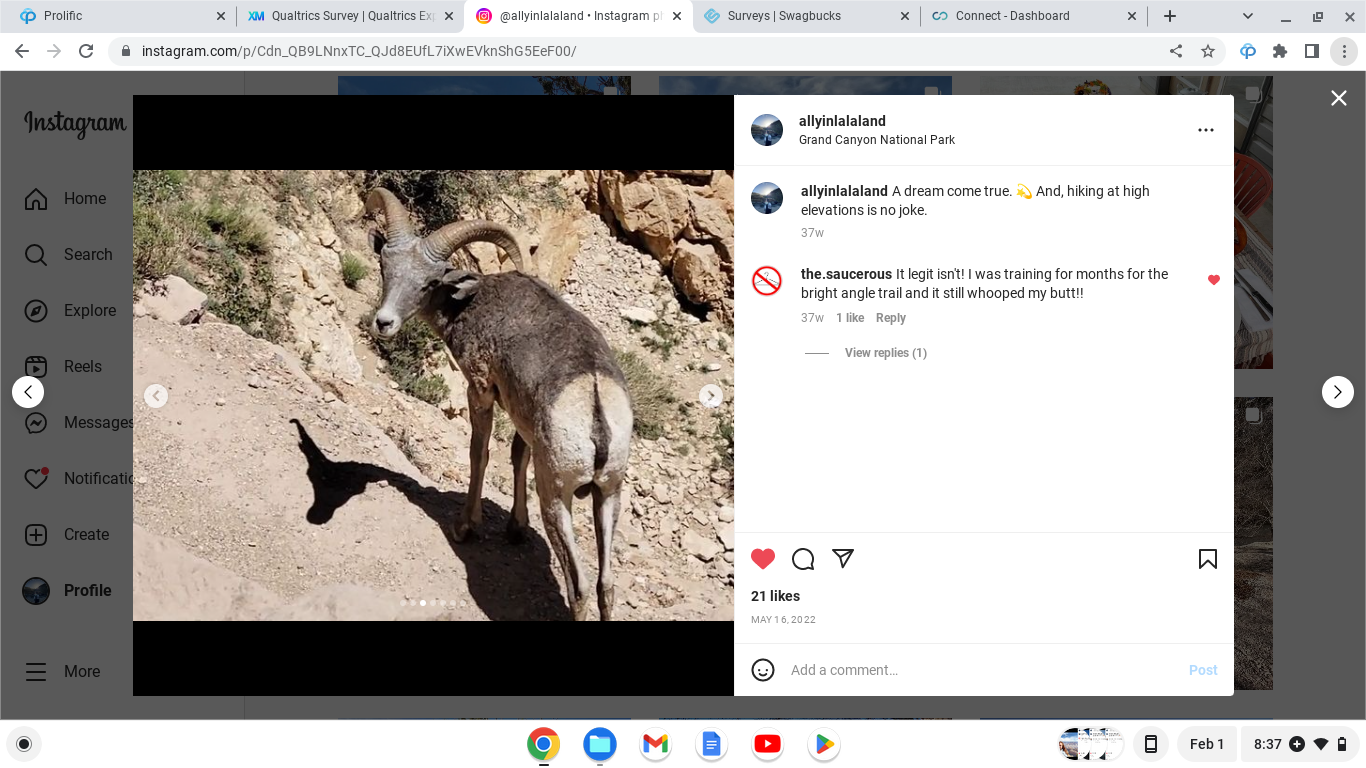 Prolific
Qualtrics Survey | Qualtrics Exp
@allyinlalaland • Instagram pl
Surveys | Swagbucks
Connect - Dashboard
instagram.com/p/Cdn_QB9LNnxTC_QJd8EUfL7iXwEVknShG5EeF00/
Instagram
Home
Search
Explore
Reels
Messages
Notificatio
Create
Profile
More
allyinlalaland
Grand Canyon National Park
allyinlalaland A dream come true. 💫 And, hiking at high
elevations is no joke.
37w
the.saucerous It legit isn't! I was training for months for the
bright angle trail and it still whooped my butt!!
37w 1 like Reply
View replies (1)
21 likes
MAY 16, 2022
Add a comment…
Post
Feb 1
8:37